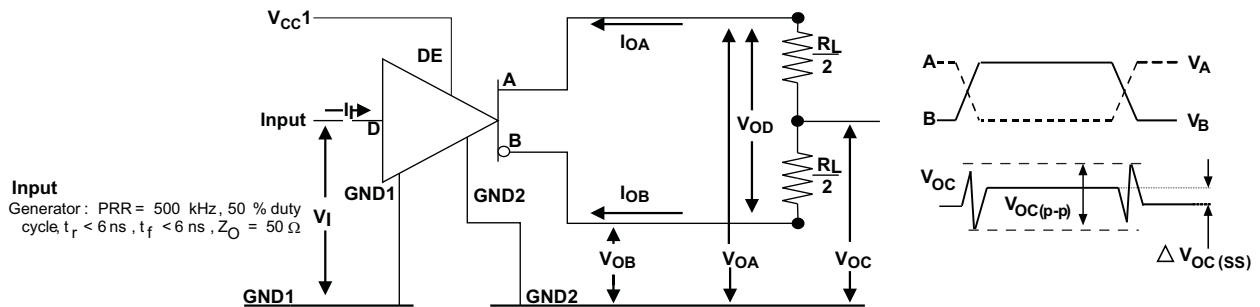 VCC1
DE
IOA
RL
2
A
II
Input
D
B
VOD
GND1
GND2
IOB
RL
2
Input
Generator : PRR = 500 kHz, 50 % duty
cycle, tr < 6 ns , tf < 6 ns , ZO = 50 Ω
VI
VOB
VOA
VOC
GND1
GND2
A
VA
B
VB
VOC
VOC(p-p)
Δ VOC(SS)